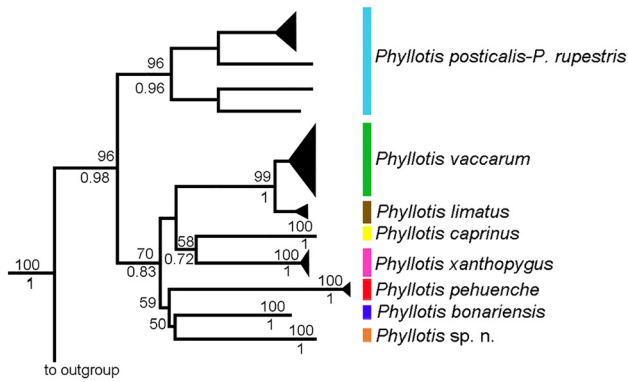 96
0.96
Phyllotis posticalis-P. rupestris
96
0.98
99
1
Phyllotis vaccarum
Phyllotis limatus
58
0.72
100
1
Phyllotis caprinus
70
0.83
100
1
Phyllotis xanthopygus
100
1
100
1
Phyllotis pehuenche
59
50
100
1
Phyllotis bonariensis
100
1
Phyllotis sp. n.
to outgroup